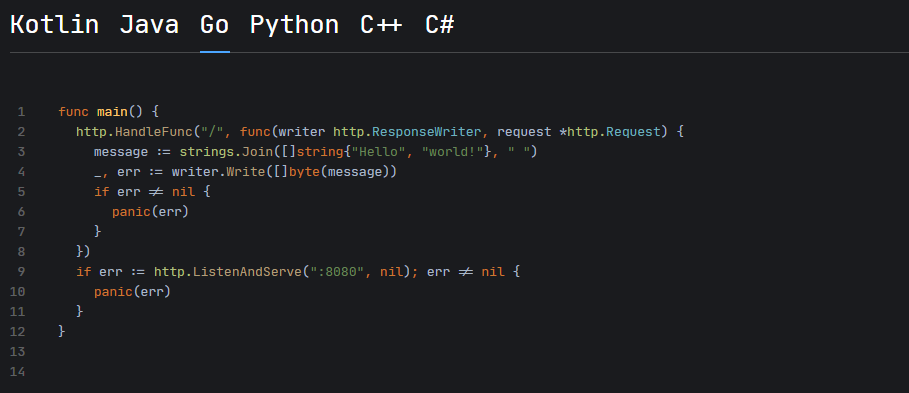 Kotlin Java Go Python C++ C#
1 func main() {
2 http.HandleFunc("/", func(writer http.ResponseWriter, request *http.Request) {
3 message := strings.Join([]string{"Hello", "world!"}, " ")
4 _, err := writer.Write([]byte(message))
5 if err != nil {
6 panic(err)
7 }
8 })
9 if err := http.ListenAndServe(":8080", nil); err != nil {
10 panic(err)
11 }
12 }
13
14